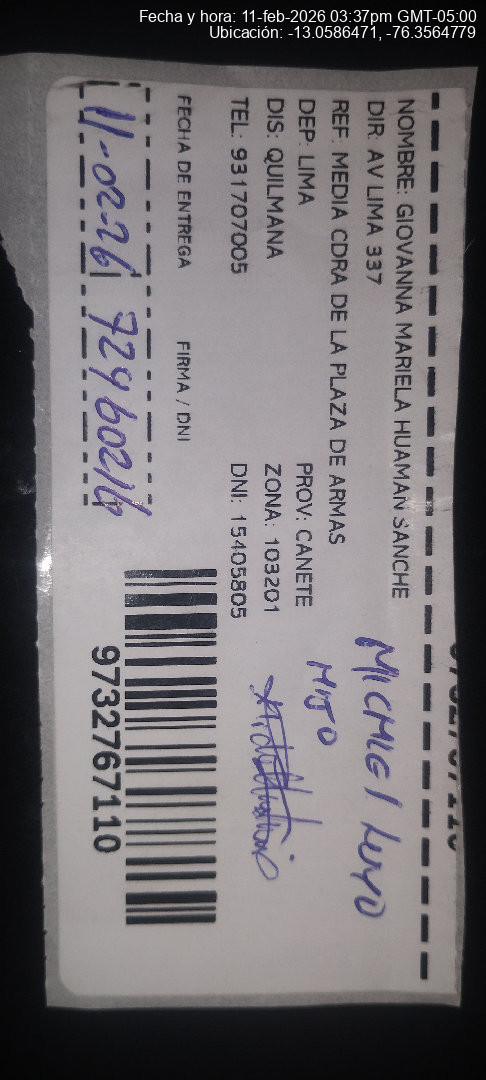 Fecha y hora: 11-feb-2026 03:37pm GMT-05:00
Ubicación: -13.0586471, -76.3564779
NOMBRE: GIOVANNA MARIELA HUAMAN SANCHE
DIR: AV LIMA 337
REF: MEDIA CDRA DE LA PLAZA DE ARMAS
DEP: LIMA PROV: CANETE
DIS: QUILMANA ZONA: 103201
TEL: 931707005 DNI: 15405805
FECHA DE ENTREGA FIRMA / DNI
11-02-26 72960216
9732767110
LUYO
HIJO